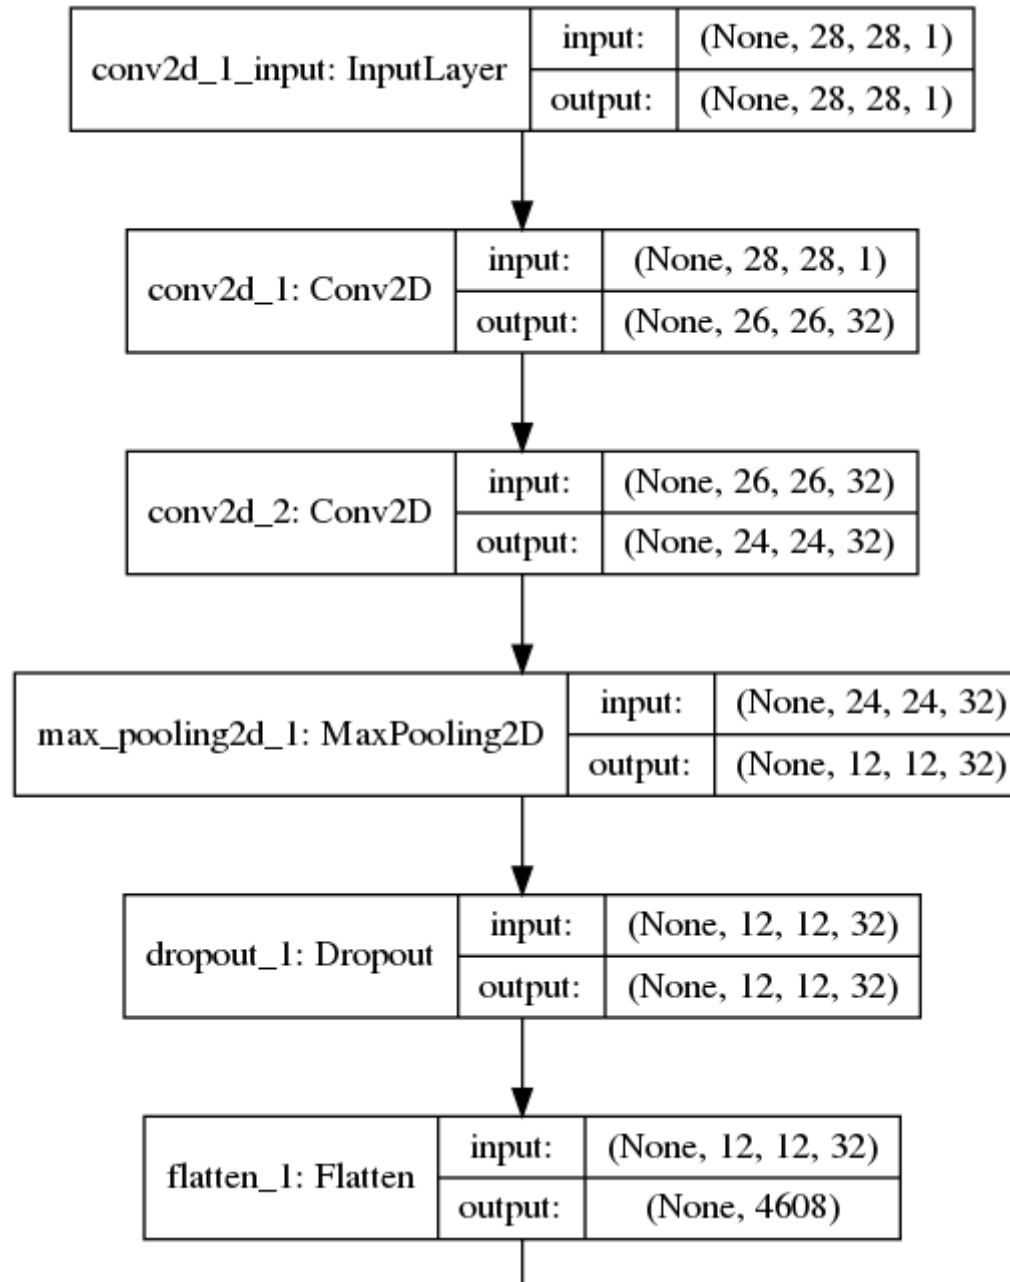 conv2d_1_input: InputLayer
input: (None, 28, 28, 1)
output: (None, 28, 28, 1)
conv2d_1: Conv2D
input: (None, 28, 28, 1)
output: (None, 26, 26, 32)
conv2d_2: Conv2D
input: (None, 26, 26, 32)
output: (None, 24, 24, 32)
max_pooling2d_1: MaxPooling2D
input: (None, 24, 24, 32)
output: (None, 12, 12, 32)
dropout_1: Dropout
input: (None, 12, 12, 32)
output: (None, 12, 12, 32)
flatten_1: Flatten
input: (None, 12, 12, 32)
output: (None, 4608)